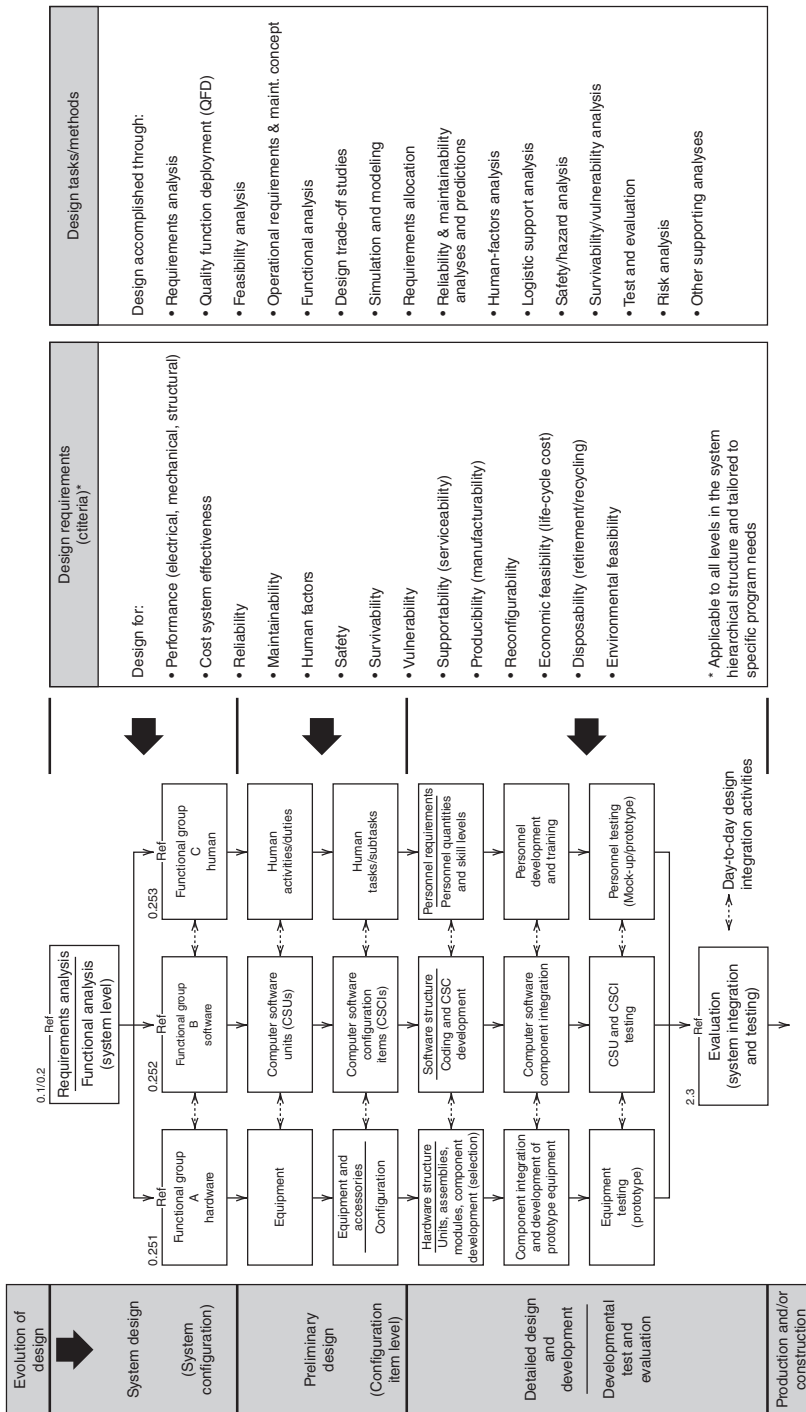 Evolution of
design
System design
(System
configuration)
Preliminary
design
(Configuration
item level)
Detailed design
and
development
Developmental
test and
evaluation
Production and/or
construction
0.1/0.2
Ref
Requirements analysis
Functional analysis
(system level)
0.251
Ref
Functional group
A
hardware
0.252
Ref
Functional group
B
software
0.253
Ref
Functional group
C
human
Equipment
Computer software
units (CSUs)
Human
activities/duties
Equipment and
accessories
Configuration
Computer software
configuration
items (CSCIs)
Human
tasks/subtasks
Hardware structure
Units, assemblies,
modules, component
development (selection)
Software structure
Coding and CSC
development
Personnel requirements
Personnel quantities
and skill levels
Component integration
and development of
prototype equipment
Computer software
component integration
Personnel
development
and training
Equipment
testing
(prototype)
CSU and CSCI
testing
Personnel testing
(Mock-up/prototype)
2.3
Ref
Evaluation
(system integration
and testing)
Day-to-day design
integration activities
Design requirements
(ctiteria)*
Design for:
• Performance (electrical, mechanical, structural)
• Cost system effectiveness
• Reliability
• Maintainability
• Human factors
• Safety
• Survivability
• Vulnerability
• Supportability (serviceability)
• Producibility (manufacturability)
• Reconfigurability
• Economic feasibility (life-cycle cost)
• Disposability (retirement/recycling)
• Environmental feasibility
* Applicable to all levels in the system
hierarchical structure and tailored to
specific program needs
Design tasks/methods
Design accomplished through:
• Requirements analysis
• Quality function deployment (QFD)
• Feasibility analysis
• Operational requirements & maint. concept
• Functional analysis
• Design trade-off studies
• Simulation and modeling
• Requirements allocation
• Reliability & maintainability
analyses and predictions
• Human-factors analysis
• Logistic support analysis
• Safety/hazard analysis
• Survivability/vulnerability analysis
• Test and evaluation
• Risk analysis
• Other supporting analyses